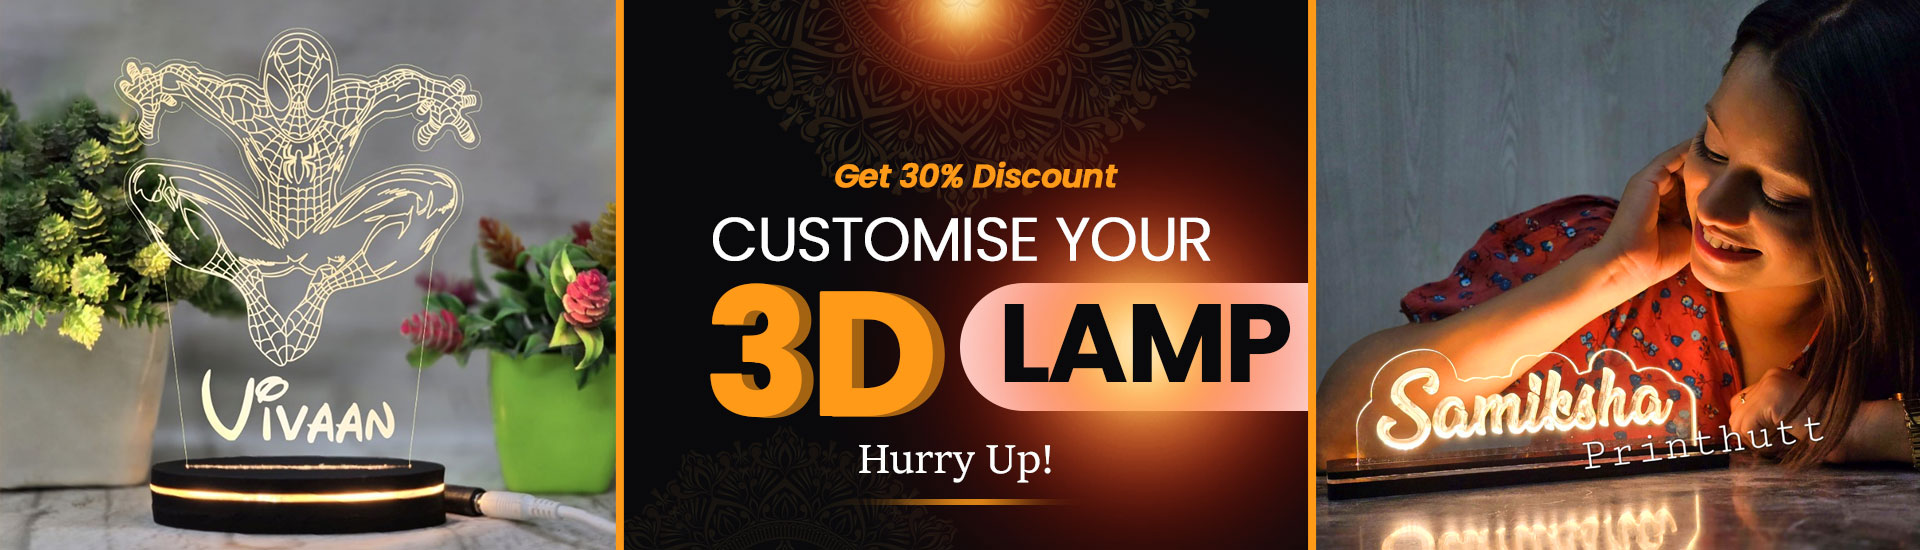 VIVAAN
Get 30% Discount
CUSTOMISE YOUR
3D LAMP
Hurry Up!
Samiksha
Printhutt